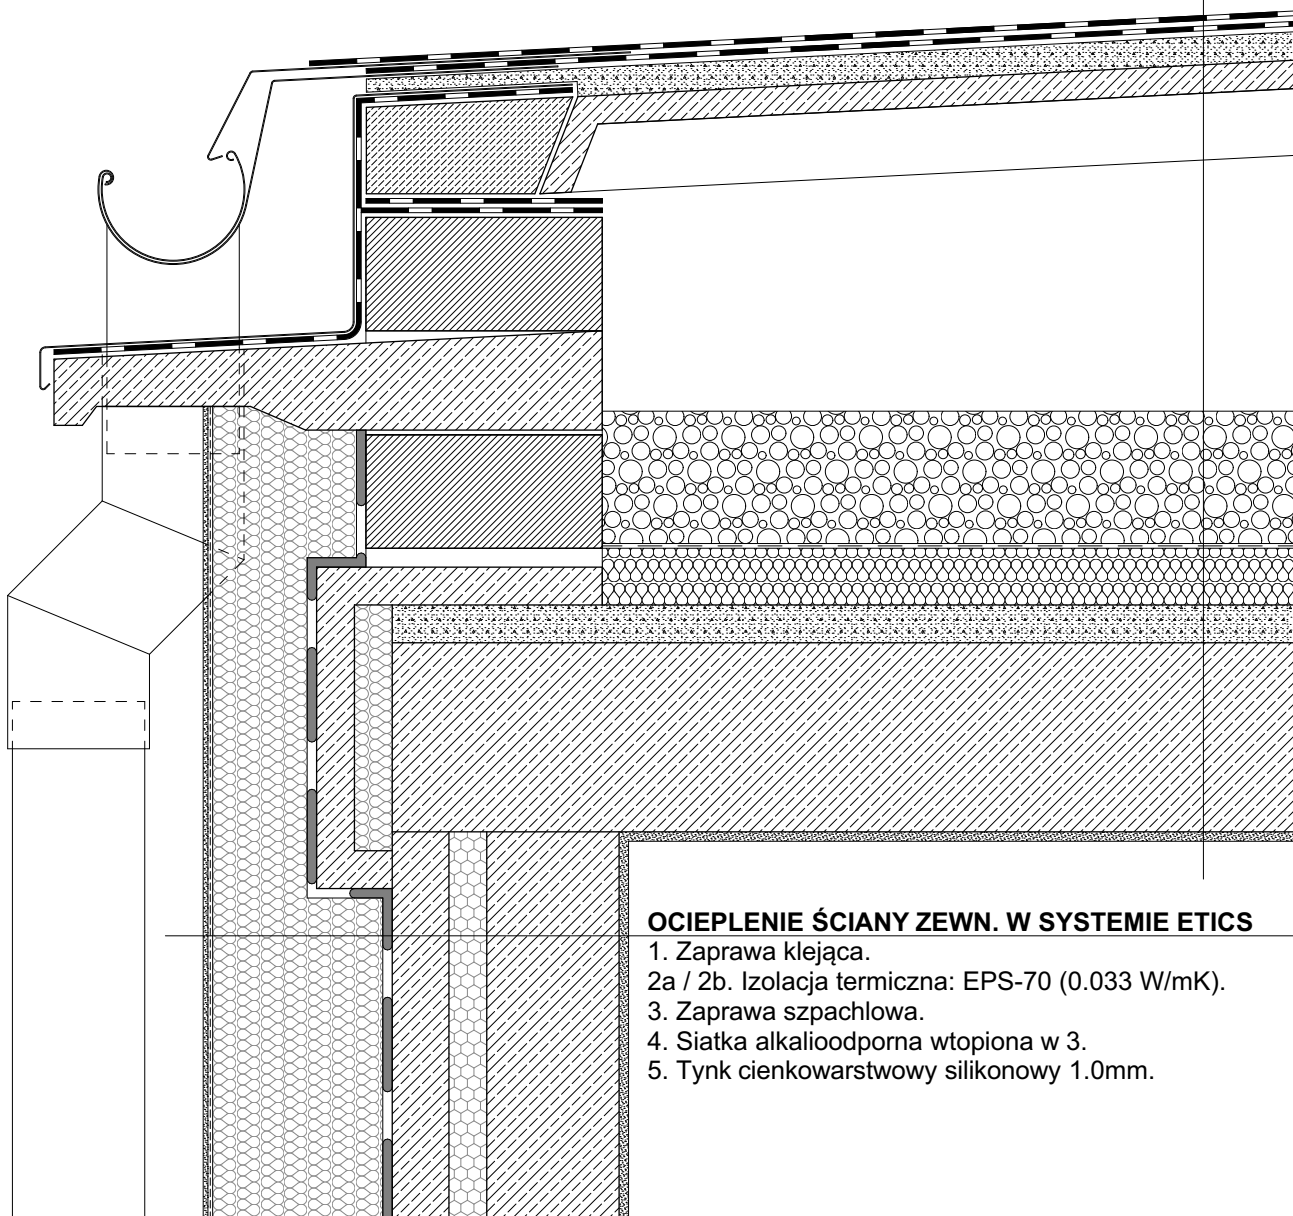 OCIEPLENIE ŚCIANY ZEWN. W SYSTEMIE ETICS
1. Zaprawa klejąca.
2a / 2b. Izolacja termiczna: EPS-70 (0.033 W/mK).
3. Zaprawa szpachlowa.
4. Siatka alkalioodporna wtopiona w 3.
5. Tynk cienkowarstwowy silikonowy 1.0mm.